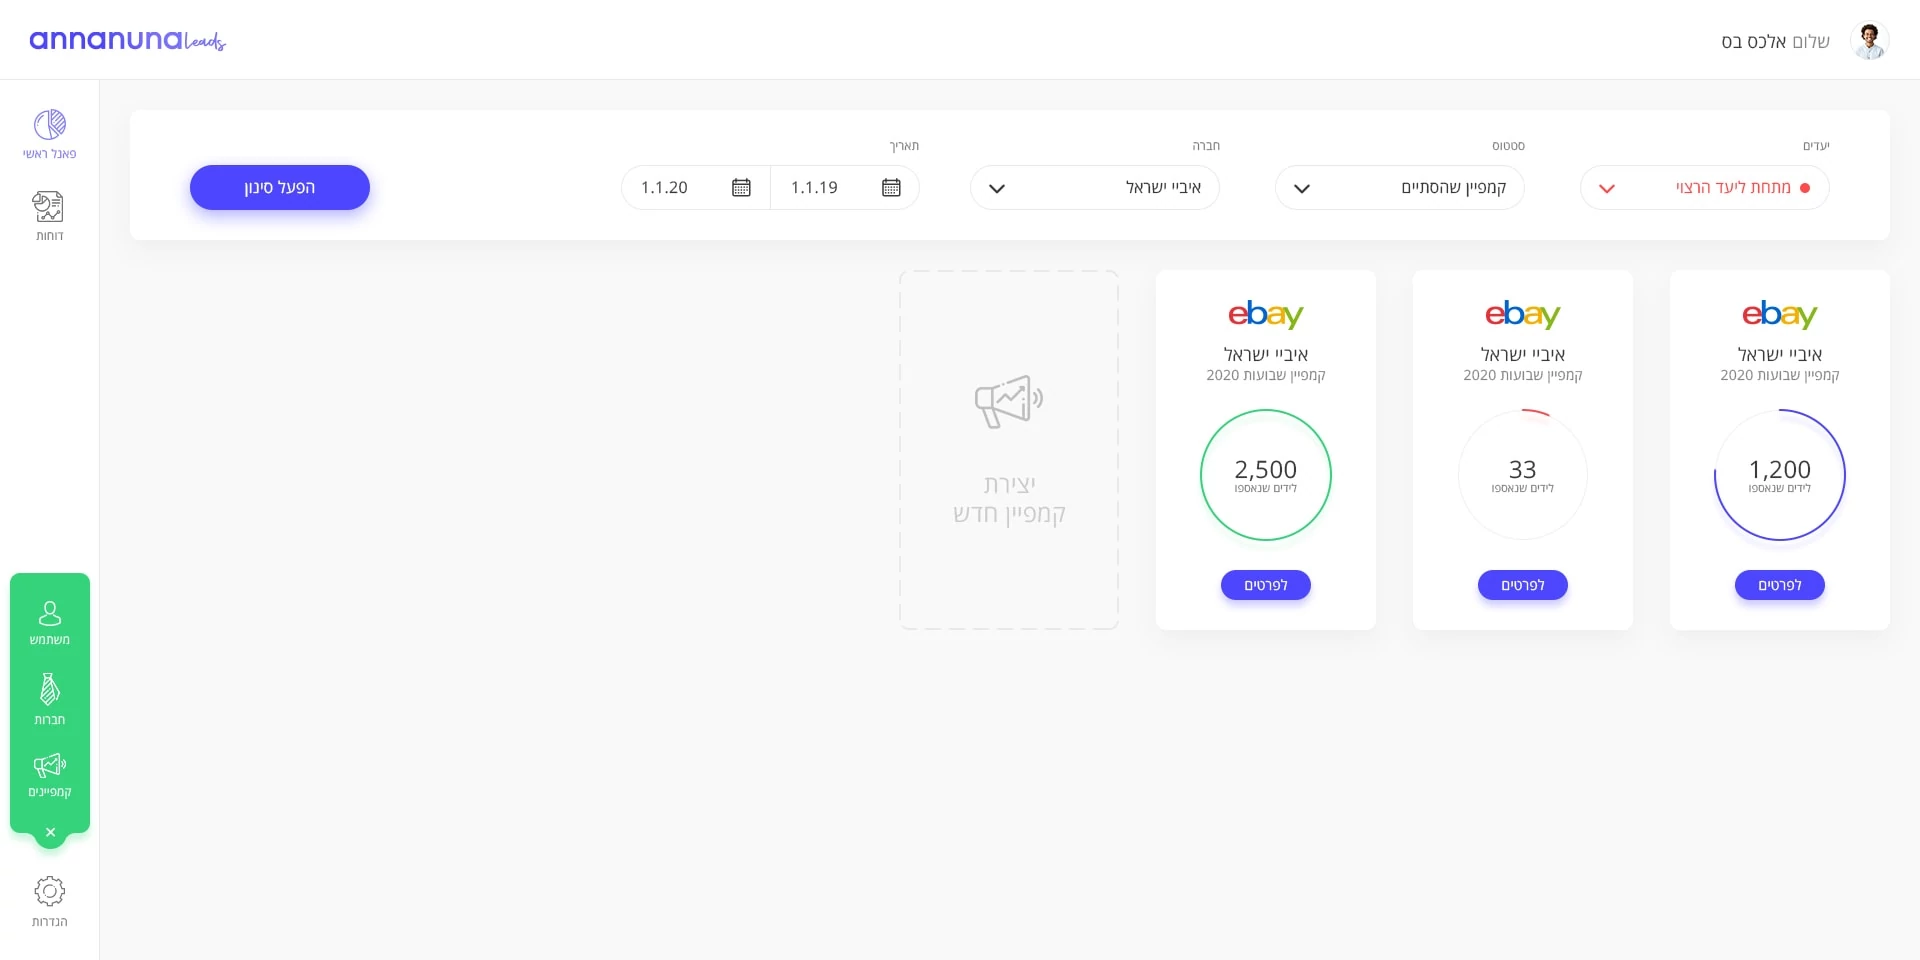 annanuna leads
שלום אלכס בס
פאנל ראשי
דוחות
יעדים
מתחת ליעד הרצוי
סטטוס
קמפיין שהסתיים
חברה
איביי ישראל
תאריך
1.1.19
1.1.20
הפעל סינון
ebay
איביי ישראל
קמפיין שבועות 2020
1,200
לידים שנאספו
לפרטים
ebay
איביי ישראל
קמפיין שבועות 2020
33
לידים שנאספו
לפרטים
ebay
איביי ישראל
קמפיין שבועות 2020
2,500
לידים שנאספו
לפרטים
יצירת
קמפיין חדש
משתמש
חברות
קמפיינים
הגדרות